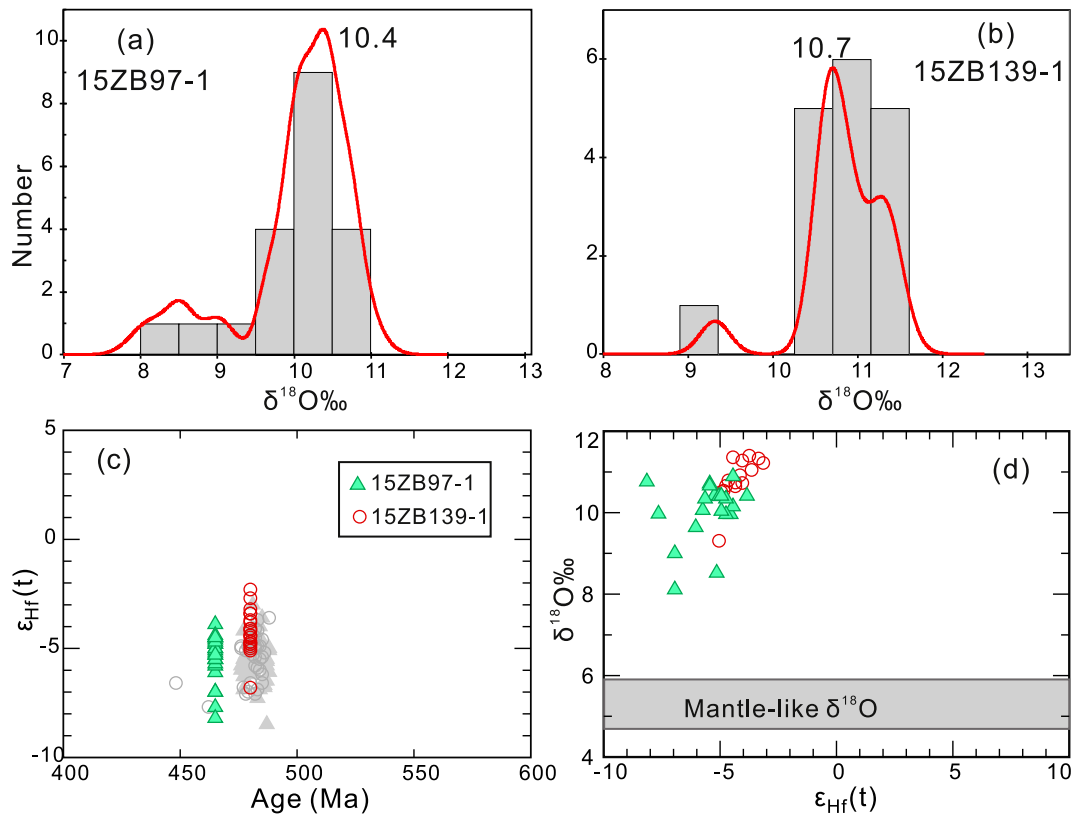 (a)
15ZB97-1
10.4
Number
10
8
6
4
2
0
7
8
9
10
11
12
13
δ¹⁸O‰
(b)
15ZB139-1
10.7
6
4
2
0
8
9
10
11
12
13
δ¹⁸O‰
(c)
15ZB97-1
15ZB139-1
εHf(t)
5
0
-5
-10
400
450
500
550
600
Age (Ma)
(d)
δ¹⁸O‰
12
10
8
6
4
Mantle-like δ¹⁸O
-10
-5
0
5
10
εHf(t)